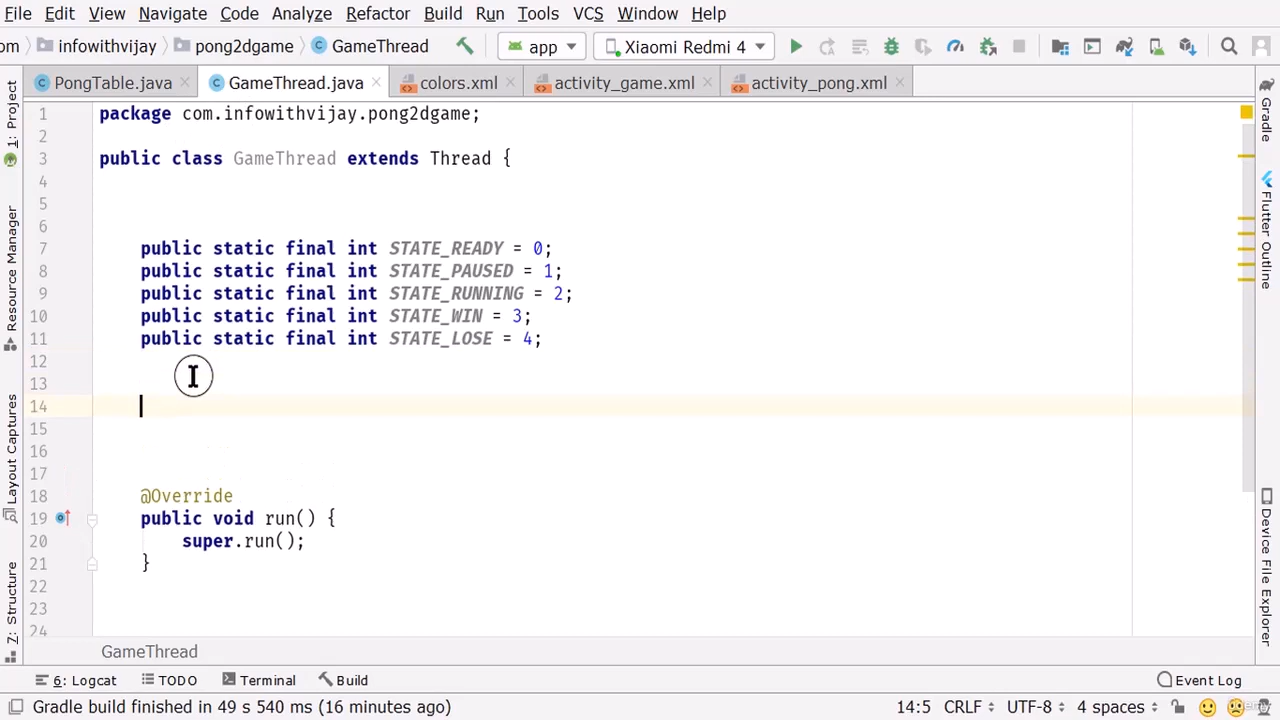 File Edit View Navigate Code Analyze Refactor Build Run Tools VCS Window Help
om infowithvijay pong2dgame GameThread app Xiaomi Redmi 4
PongTable.java GameThread.java colors.xml activity_game.xml activity_pong.xml
1 package com.infowithvijay.pong2dgame;
2
3 public class GameThread extends Thread {
4
5
6
7 public static final int STATE_READY = 0;
8 public static final int STATE_PAUSED = 1;
9 public static final int STATE_RUNNING = 2;
10 public static final int STATE_WIN = 3;
11 public static final int STATE_LOSE = 4;
12
13
14
15
16
17
18 @Override
19 public void run() {
20 super.run();
21 }
22
23
24
GameThread
1: Project
Resource Manager
Layout Captures
Z: Structure
Gradle
Flutter Outline
Device File Explorer
6: Logcat TODO Terminal Build Event Log
Gradle build finished in 49 s 540 ms (16 minutes ago) 14:5 CRLF UTF-8 4 spaces